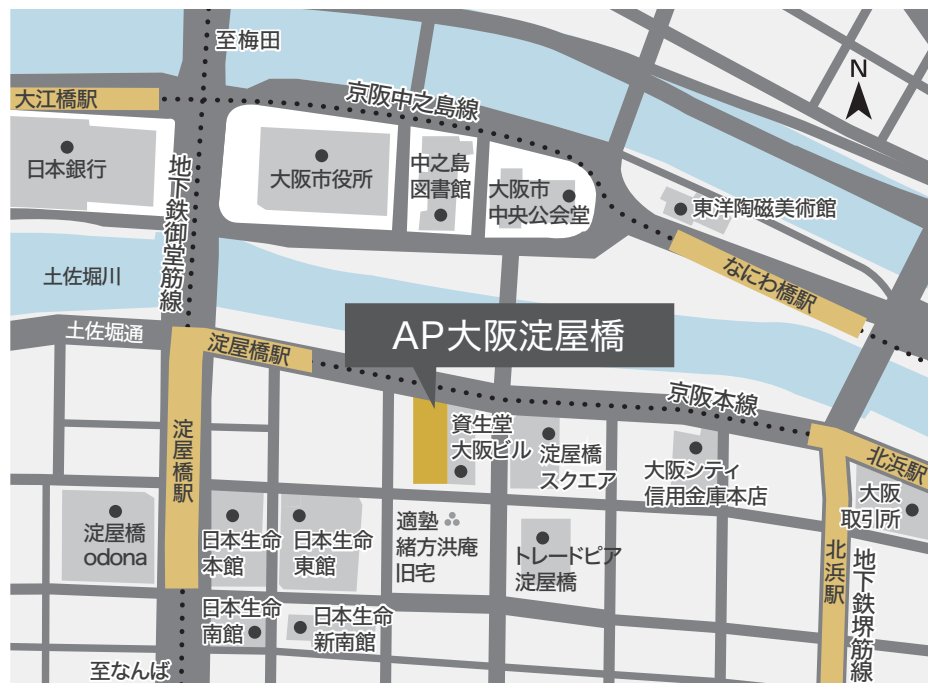 至梅田
N
大江橋駅
京阪中之島線
日本銀行
地下鉄御堂筋線
大阪市役所
中之島
図書館
大阪市
中央公会堂
東洋陶磁美術館
なにわ橋駅
土佐堀川
土佐堀通
淀屋橋駅
AP大阪淀屋橋
京阪本線
淀屋橋駅
資生堂
大阪ビル
淀屋橋
スクエア
大阪シティ
信用金庫本店
北浜駅
大阪
取引所
淀屋橋
odona
日本生命
本館
日本生命
東館
適塾
緒方洪庵
旧宅
トレードピア
淀屋橋
北浜駅
地下鉄堺筋線
日本生命
南館
日本生命
新南館
至なんば